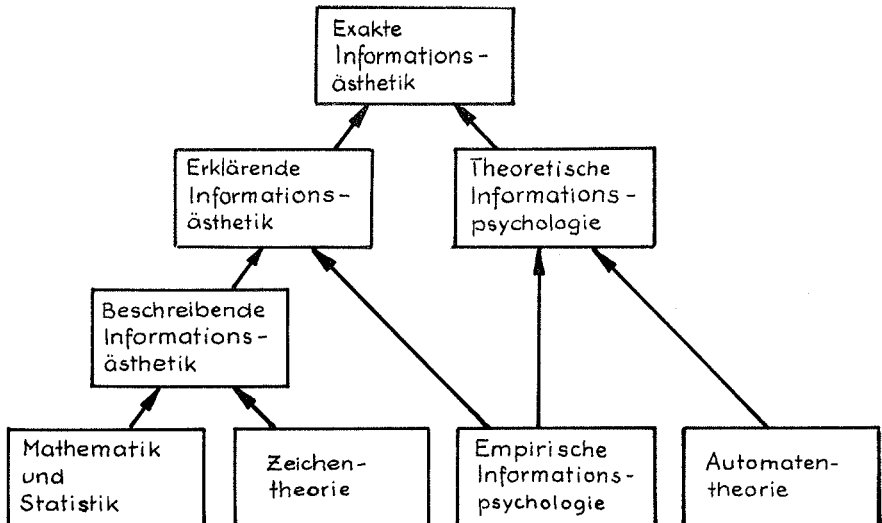 Exakte
Informations-
ästhetik
Erklärende
Informations-
ästhetik
Theoretische
Informations-
psychologie
Beschreibende
Informations-
ästhetik
Mathematik
und
Statistik
Zeichen-
theorie
Empirische
Informations-
psychologie
Automaten-
theorie